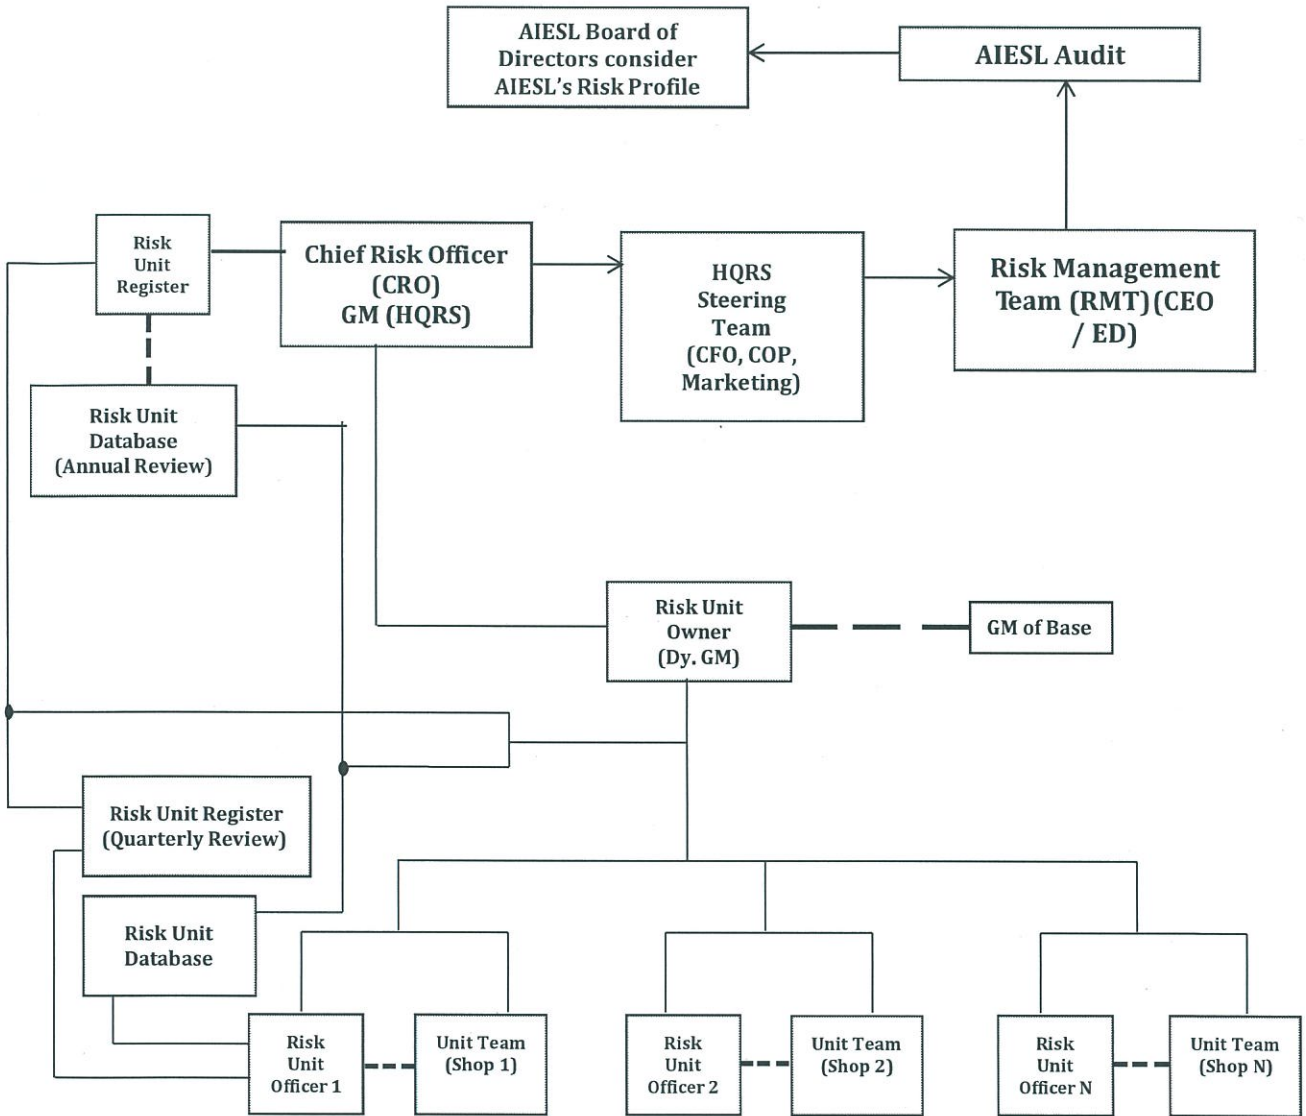 AIESL Board of
Directors consider
AIESL's Risk Profile
AIESL Audit
Risk
Unit
Register
Chief Risk Officer
(CRO)
GM (HQRS)
HQRS
Steering
Team
(CFO, COP,
Marketing)
Risk Management
Team (RMT)(CEO
/ ED)
Risk Unit
Database
(Annual Review)
Risk Unit
Owner
(Dy. GM)
GM of Base
Risk Unit Register
(Quarterly Review)
Risk Unit
Database
Risk
Unit
Officer 1
Unit Team
(Shop 1)
Risk
Unit
Officer 2
Unit Team
(Shop 2)
Risk
Unit
Officer N
Unit Team
(Shop N)